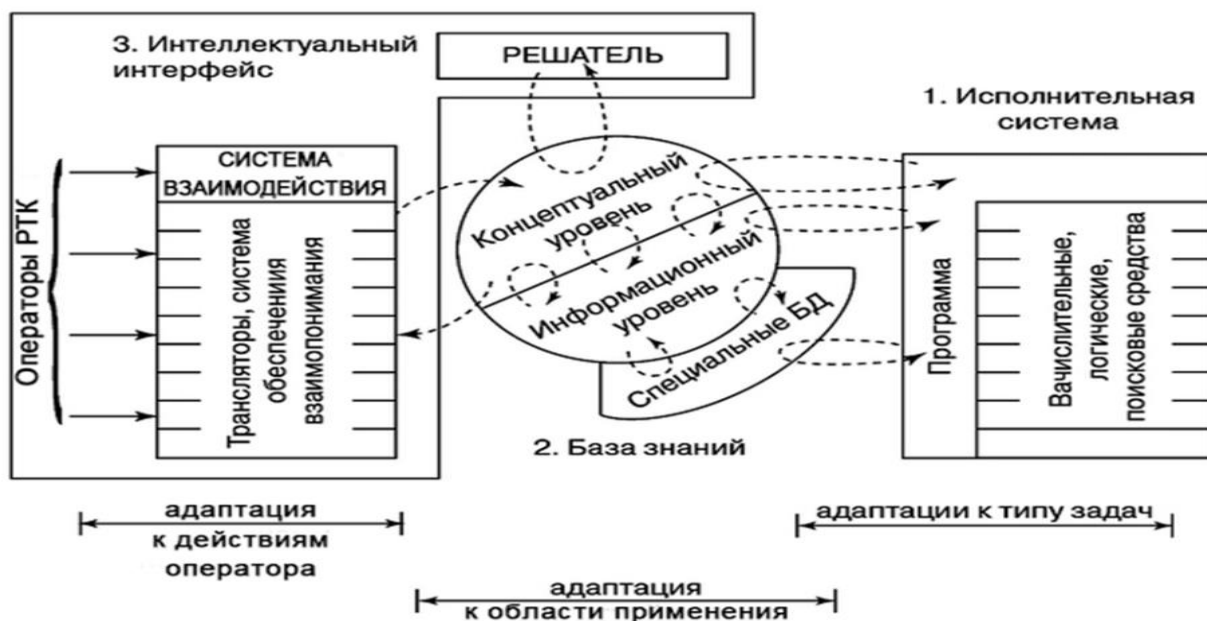 3. Интеллектуальный
интерфейс
РЕШАТЕЛЬ
1. Исполнительная
система
СИСТЕМА
ВЗАИМОДЕЙСТВИЯ
Операторы РТК
Трансляторы, система
обеспечениия
взаимопонимания
Концептуальный
уровень
Информационный
уровень
Специальные БД
2. База знаний
Программа
Вачислительные,
логические,
поисковые средства
адаптация
к действиям
оператора
адаптации к типу задач
адаптация
к области применения